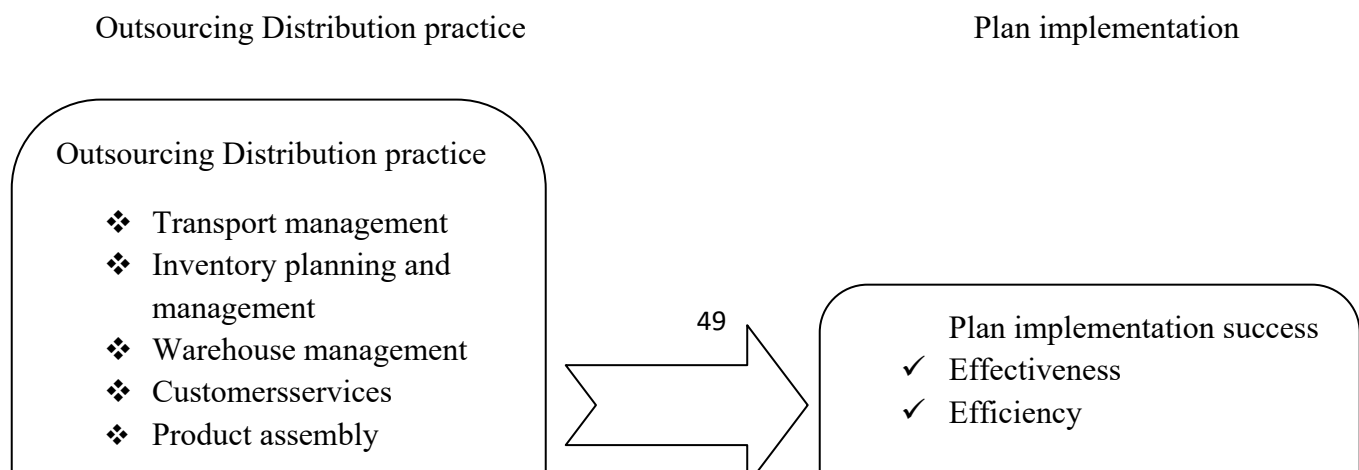 Outsourcing Distribution practice
Plan implementation
Outsourcing Distribution practice
❖ Transport management
❖ Inventory planning and
management
❖ Warehouse management
❖ Customersservices
❖ Product assembly
49
Plan implementation success
✓ Effectiveness
✓ Efficiency